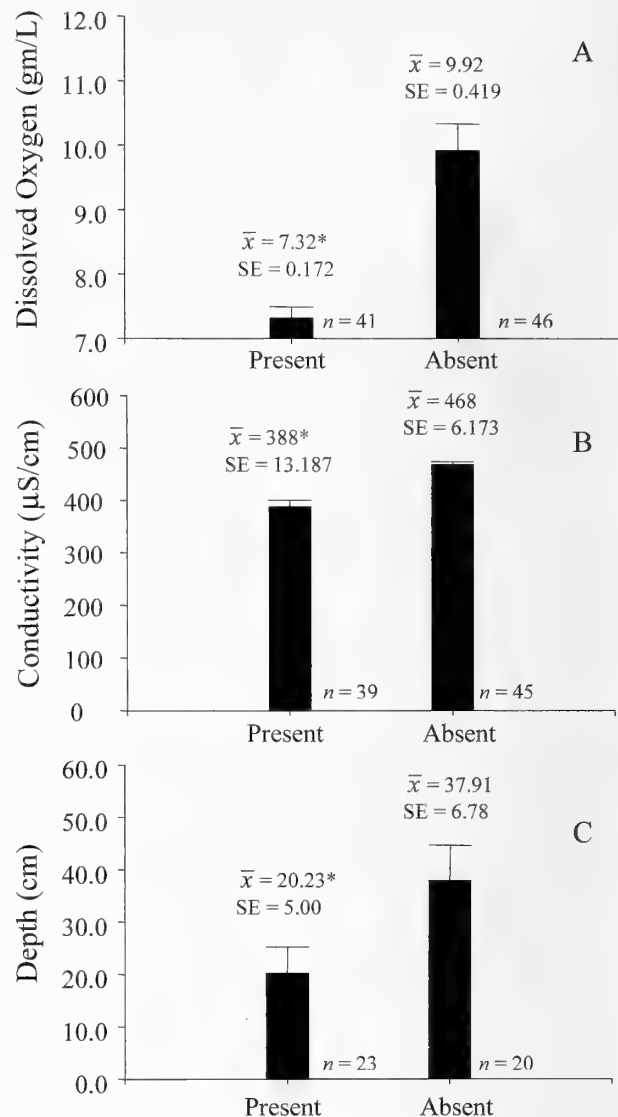 A
Dissolved Oxygen (gm/L)
12.0
11.0
10.0
9.0
8.0
7.0
x̅ = 7.32*
SE = 0.172
n = 41
x̅ = 9.92
SE = 0.419
n = 46
Present Absent
B
Conductivity (µS/cm)
600
500
400
300
200
100
0
x̅ = 388*
SE = 13.187
n = 39
x̅ = 468
SE = 6.173
n = 45
Present Absent
C
Depth (cm)
60.0
50.0
40.0
30.0
20.0
10.0
0.0
x̅ = 20.23*
SE = 5.00
n = 23
x̅ = 37.91
SE = 6.78
n = 20
Present Absent